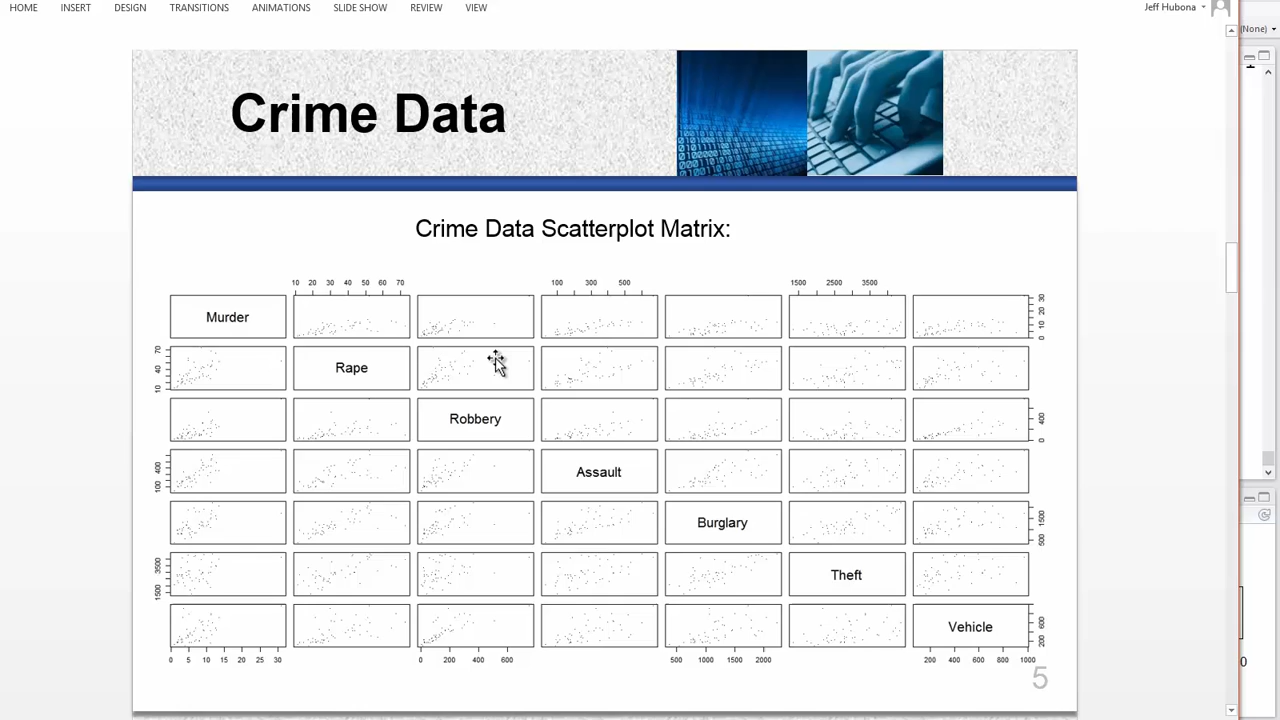 HOME INSERT DESIGN TRANSITIONS ANIMATIONS SLIDE SHOW REVIEW VIEW Jeff Hubona
(None)
Crime Data
Crime Data Scatterplot Matrix:
10 20 30 40 50 60 70 100 300 500 1500 2500 3500
Murder 0 10 20 30
10 40 70 Rape
Robbery 0 400
100 400 Assault
Burglary 500 1500
1500 3500 Theft
Vehicle 200 600
0 5 10 15 20 25 30 0 200 400 600 500 1000 1500 2000 200 400 600 800 1000
0
5